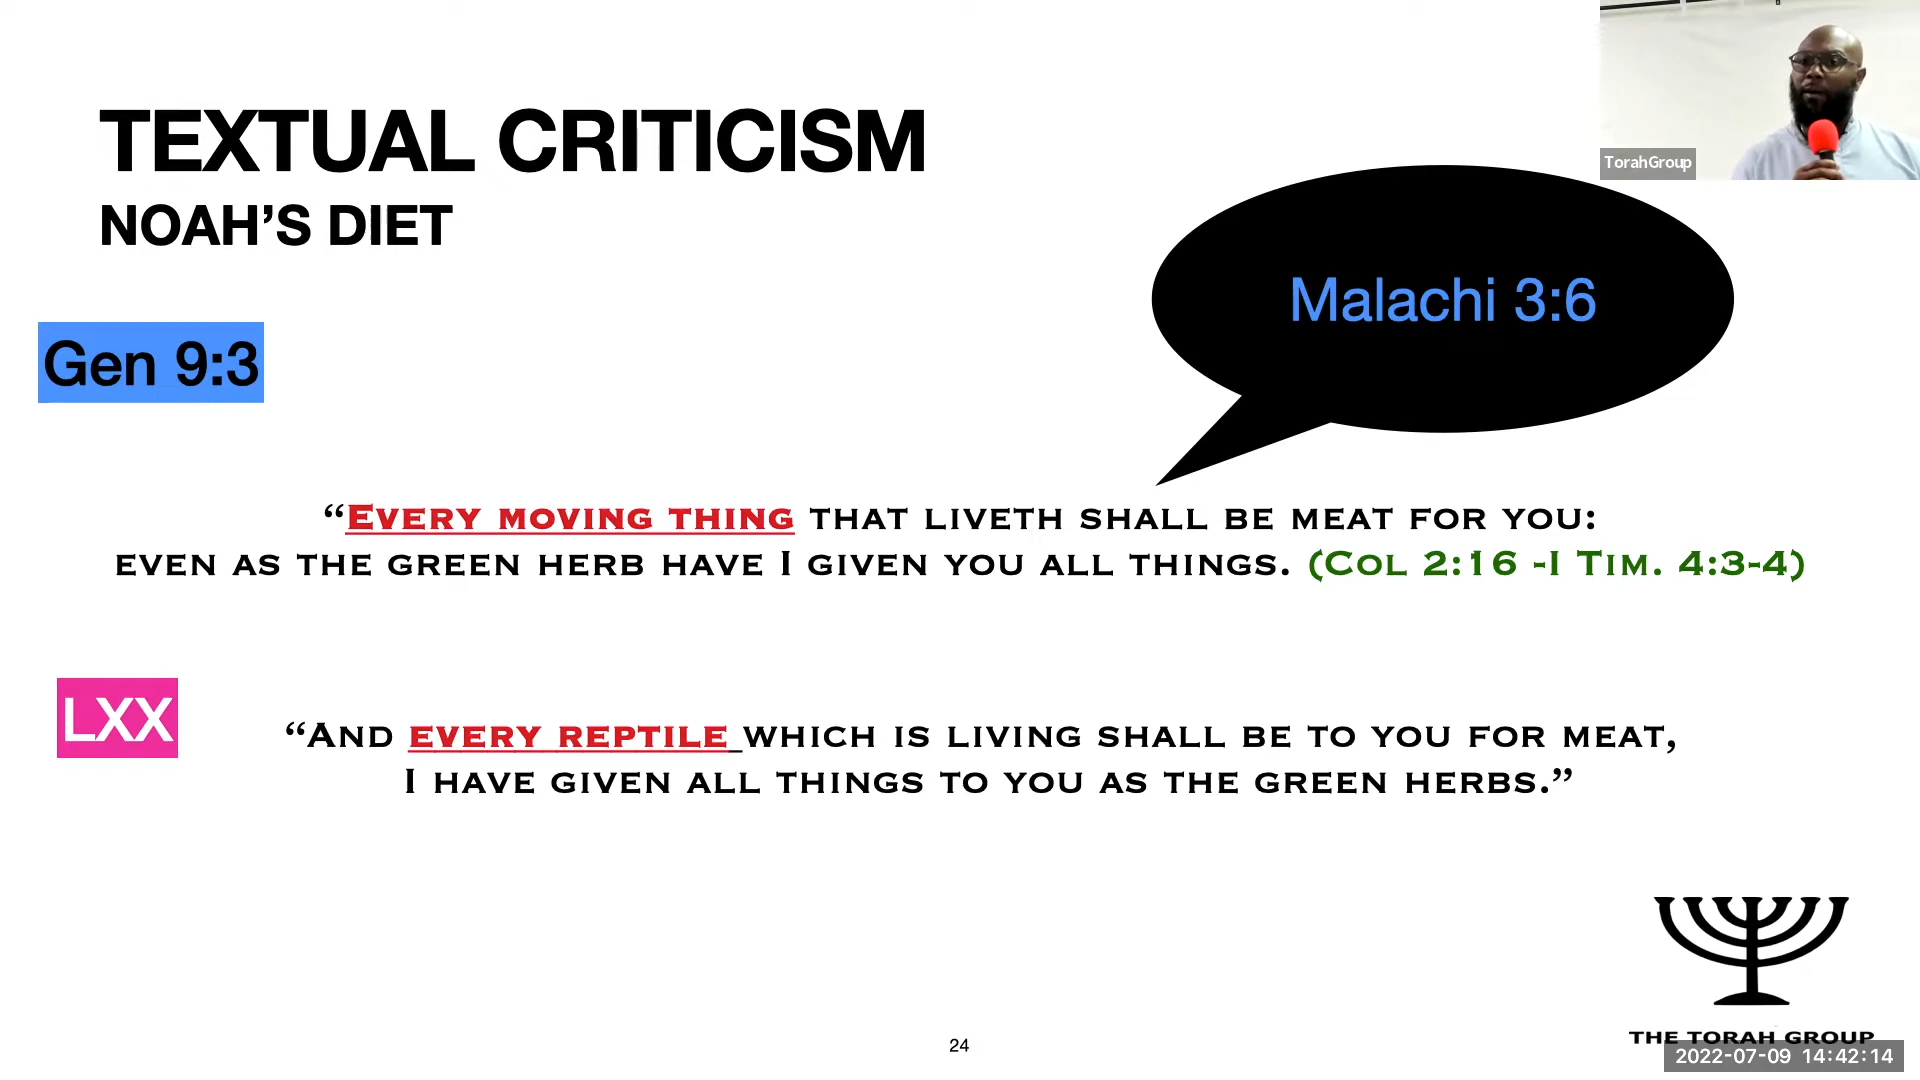 TEXTUAL CRITICISM
NOAH’S DIET
TorahGroup
Malachi 3:6
Gen 9:3
“EVERY MOVING THING THAT LIVETH SHALL BE MEAT FOR YOU:
EVEN AS THE GREEN HERB HAVE I GIVEN YOU ALL THINGS. (COL 2:16 -I TIM. 4:3-4)
LXX
“AND EVERY REPTILE WHICH IS LIVING SHALL BE TO YOU FOR MEAT,
I HAVE GIVEN ALL THINGS TO YOU AS THE GREEN HERBS.”
24
THE TORAH GROUP
2022-07-09 14:42:14